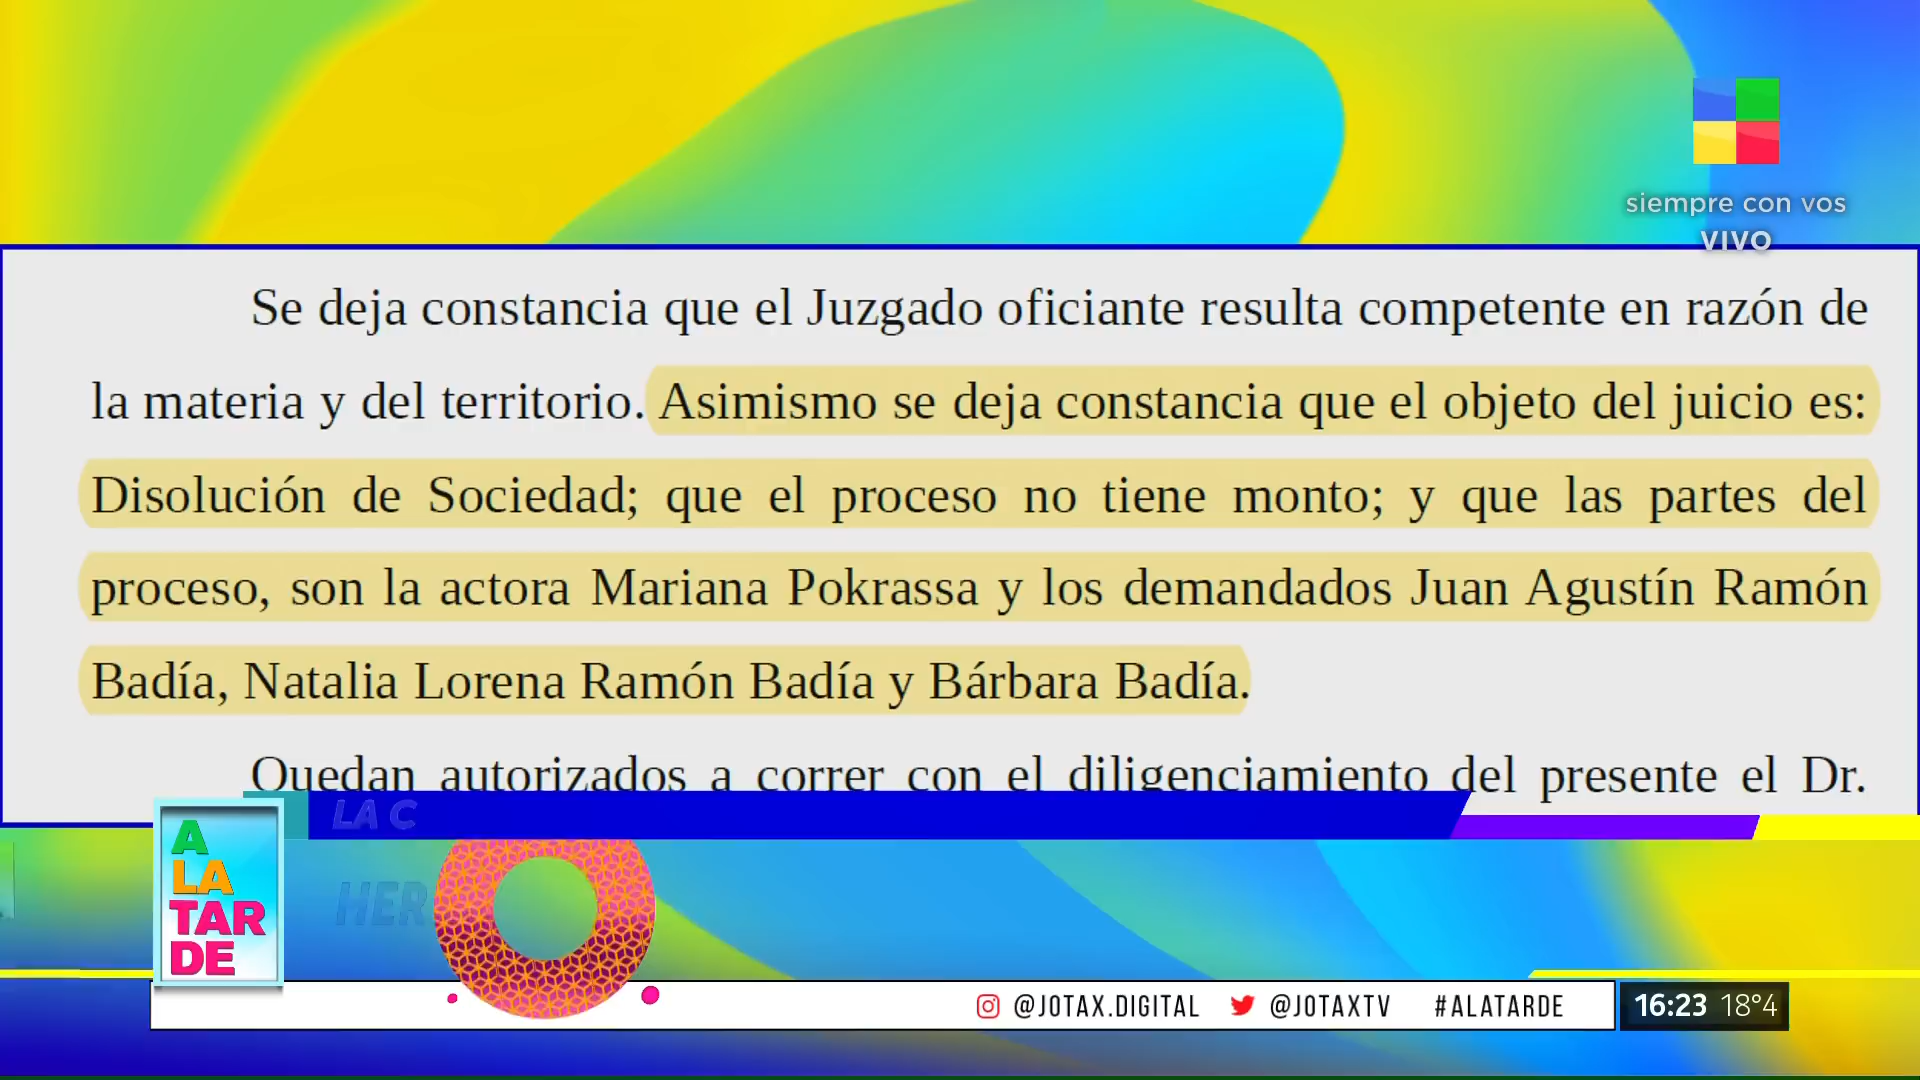 siempre con vos
VIVO
Se deja constancia que el Juzgado oficiante resulta competente en razón de
la materia y del territorio. Asimismo se deja constancia que el objeto del juicio es:
Disolución de Sociedad; que el proceso no tiene monto; y que las partes del
proceso, son la actora Mariana Pokrassa y los demandados Juan Agustín Ramón
Badía, Natalia Lorena Ramón Badía y Bárbara Badía.
Quedan autorizados a correr con el diligenciamiento del presente el Dr.
LA C
HER
A
LA
TAR
DE
@JOTAX.DIGITAL @JOTAXTV #ALATARDE
16:23 18°4